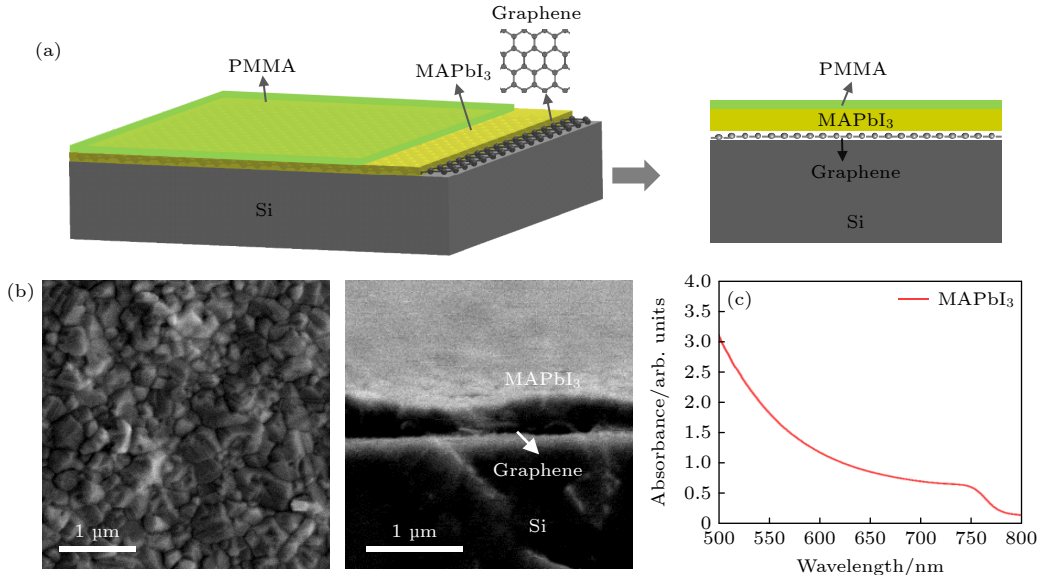 (a)
Graphene
PMMA
MAPbI₃
Si
PMMA
MAPbI₃
Graphene
Si
(b)
1 µm
MAPbI₃
Graphene
Si
1 µm
(c)
MAPbI₃
Absorbance/arb. units
4.0
3.5
3.0
2.5
2.0
1.5
1.0
0.5
0
500 550 600 650 700 750 800
Wavelength/nm